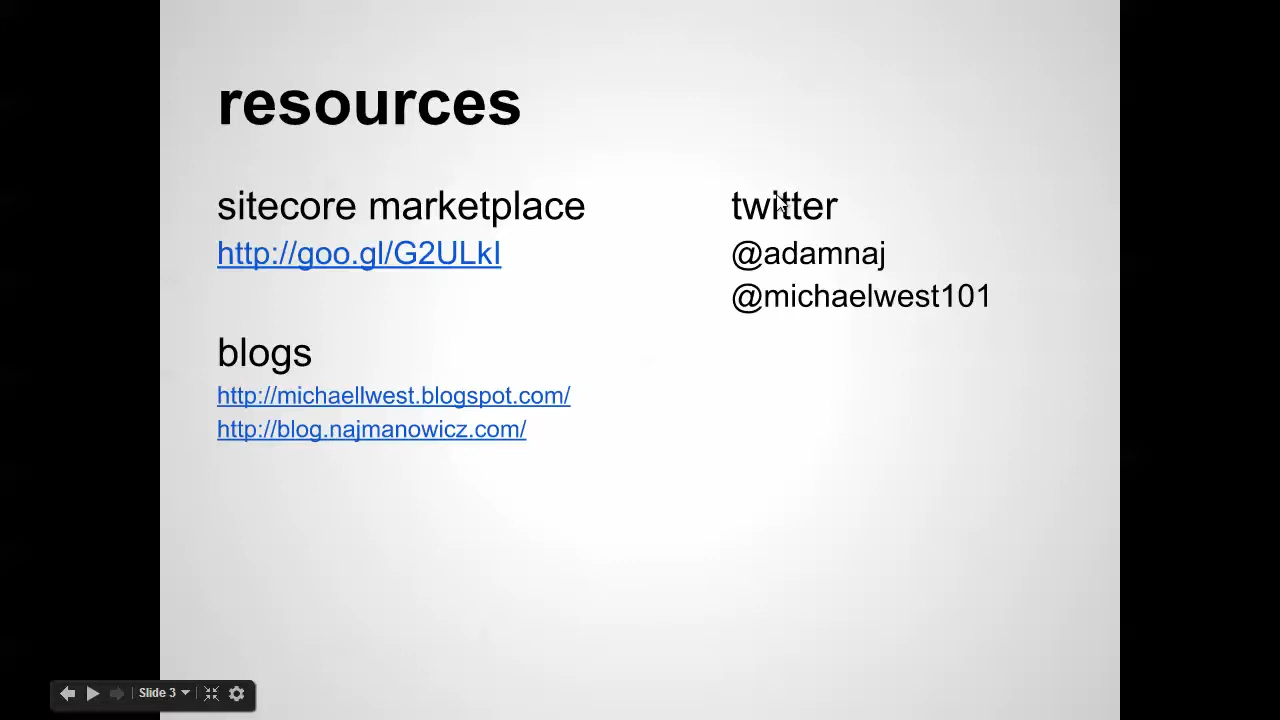 resources
sitecore marketplace
http://goo.gl/G2ULkI
blogs
http://michaellwest.blogspot.com/
http://blog.najmanowicz.com/
twitter
@adamnaj
@michaelwest101
Slide 3